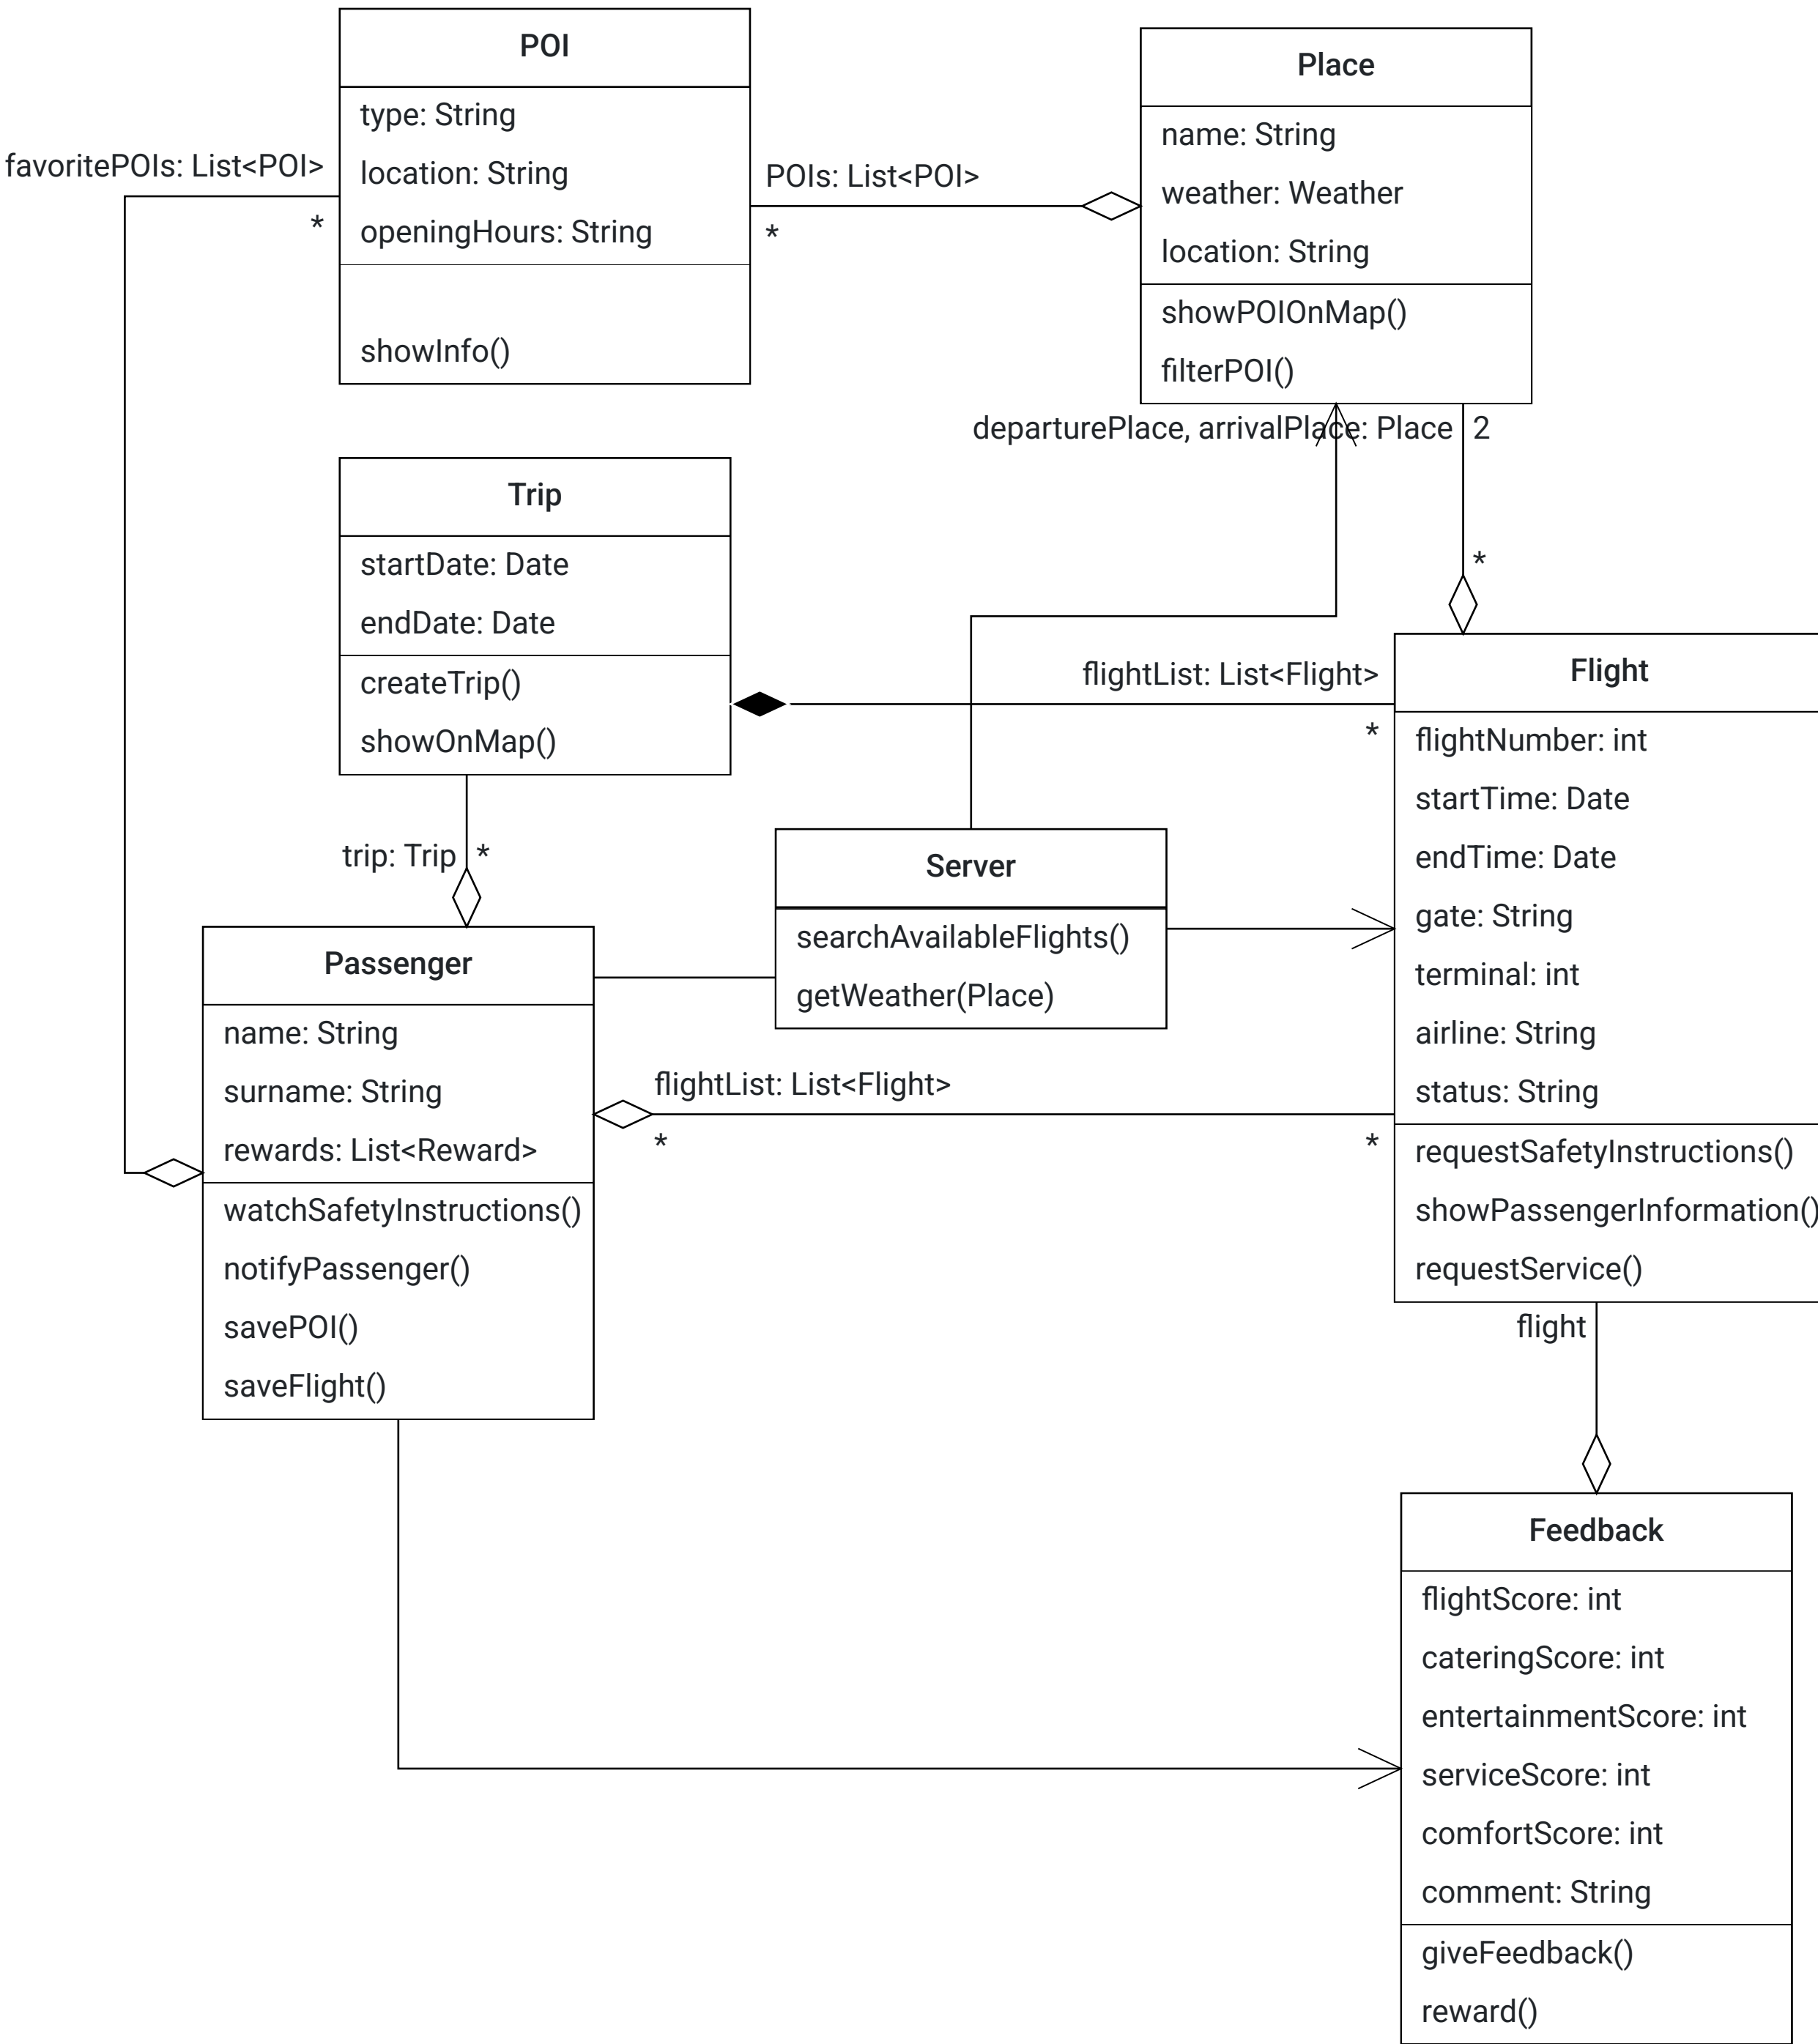 POI
type: String
location: String
openingHours: String
showInfo()
favoritePOIs: List<POI>
*
POIs: List<POI>
*
Place
name: String
weather: Weather
location: String
showPOIOnMap()
filterPOI()
departurePlace, arrivalPlace: Place
2
*
Trip
startDate: Date
endDate: Date
createTrip()
showOnMap()
flightList: List<Flight>
*
trip: Trip
*
Server
searchAvailableFlights()
getWeather(Place)
Flight
flightNumber: int
startTime: Date
endTime: Date
gate: String
terminal: int
airline: String
status: String
requestSafetyInstructions()
showPassengerInformation()
requestService()
Passenger
name: String
surname: String
rewards: List<Reward>
watchSafetyInstructions()
notifyPassenger()
savePOI()
saveFlight()
flightList: List<Flight>
*
*
flight
Feedback
flightScore: int
cateringScore: int
entertainmentScore: int
serviceScore: int
comfortScore: int
comment: String
giveFeedback()
reward()